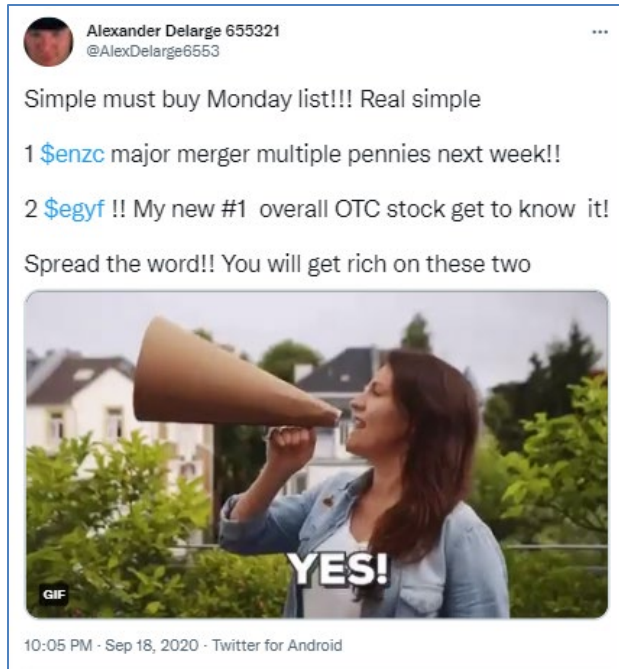 Alexander Delarge 655321
@AlexDelarge6553
Simple must buy Monday list!!! Real simple
1 $enzc major merger multiple pennies next week!!
2 $egyf !! My new #1  overall OTC stock get to know  it!
Spread the word!! You will get rich on these two
YES!
GIF
10:05 PM · Sep 18, 2020 · Twitter for Android